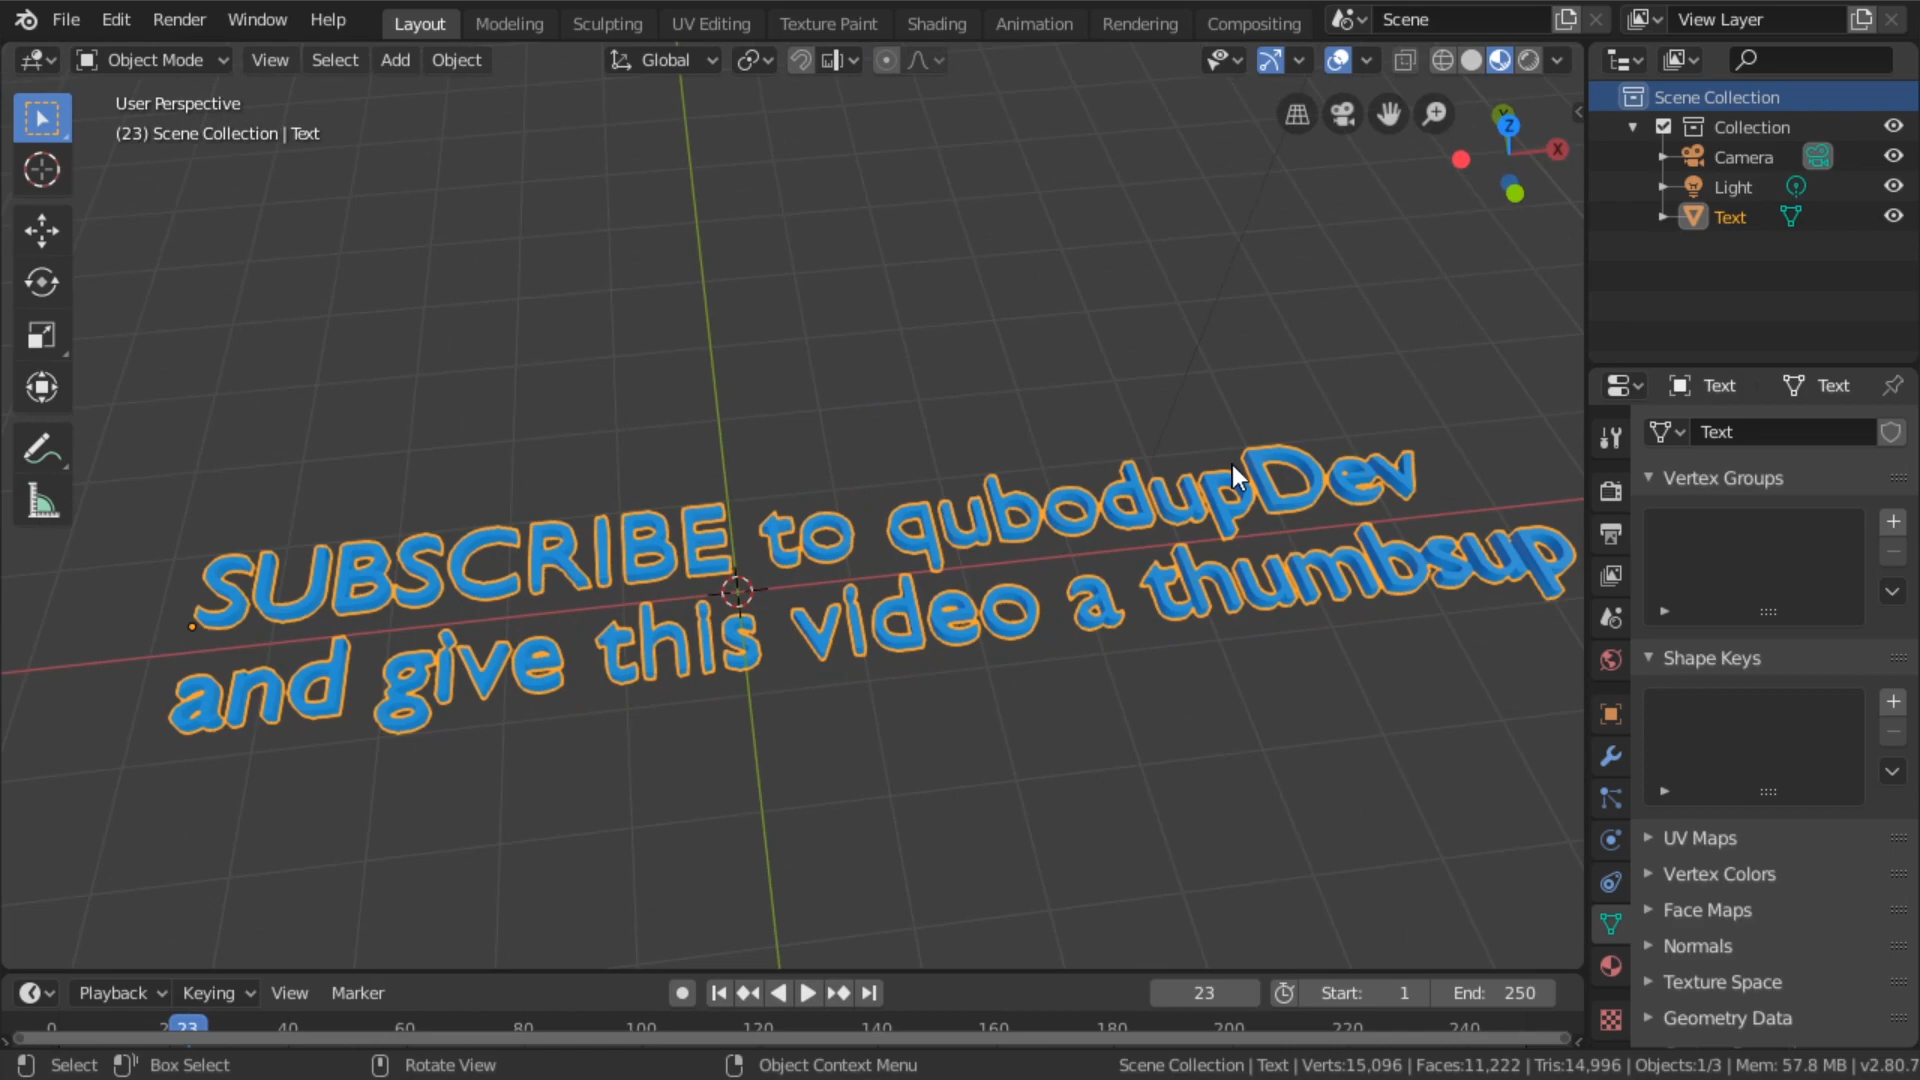 File Edit Render Window Help Layout Modeling Sculpting UV Editing Texture Paint Shading Animation Rendering Compositing Scene View Layer
Object Mode View Select Add Object Global
User Perspective
(23) Scene Collection | Text
Z
X
Scene Collection
Collection
Camera
Light
Text
Text Text
Text
Vertex Groups
Shape Keys
UV Maps
Vertex Colors
Face Maps
Normals
Texture Space
Geometry Data
SUBSCRIBE to qubodupDev
and give this video a thumbsup
Playback Keying View Marker 23 Start: 1 End: 250
0 23 40 60 80 100 120 140 160 180 200 220 240
Select Box Select Rotate View Object Context Menu Scene Collection | Text | Verts:15,096 | Faces:11,222 | Tris:14,996 | Objects:1/3 | Mem: 57.8 MB | v2.80.7